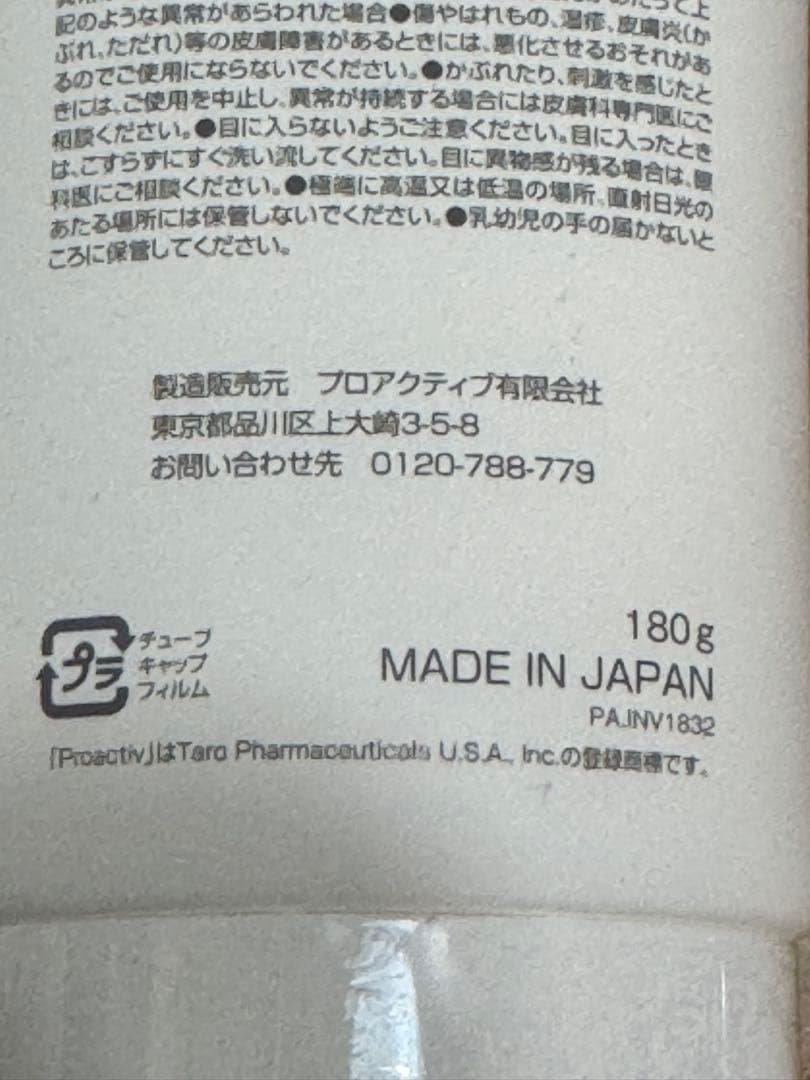 記のような異常があらわれた場合●傷やはれもの、湿疹、皮膚炎(か
ぶれ、ただれ)等の皮膚障害があるときには、悪化させるおそれがあ
るのでご使用にならないでください。●かぶれたり、刺激を感じたと
きには、ご使用を中止し、異常が持続する場合には皮膚科専門医にご
相談ください。●目に入らないようご注意ください。目に入ったとき
は、こすらずにすぐ洗い流してください。目に異物感が残る場合は、眼
科医にご相談ください。●極端に高温又は低温の場所、直射日光の
あたる場所には保管しないでください。●乳幼児の手の届かないと
ころに保管してください。
製造販売元 プロアクティブ有限会社
東京都品川区上大崎3-5-8
お問い合わせ先 0120-788-779
プラ
チューブ
キャップ
フィルム
180g
MADE IN JAPAN
PAJNV1832
「Proactiv」はTaro Pharmaceuticals U.S.A., Inc.の登録商標です。